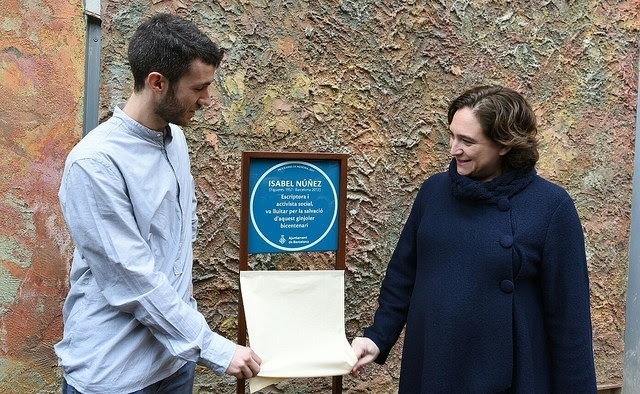 ISABEL NÚÑEZ
(Figueres 1957- Barcelona 2012)
Escriptora i
activista social,
va lluitar per la salvació
d'aquest ginjoler
bicentenari
Ajuntament
de Barcelona